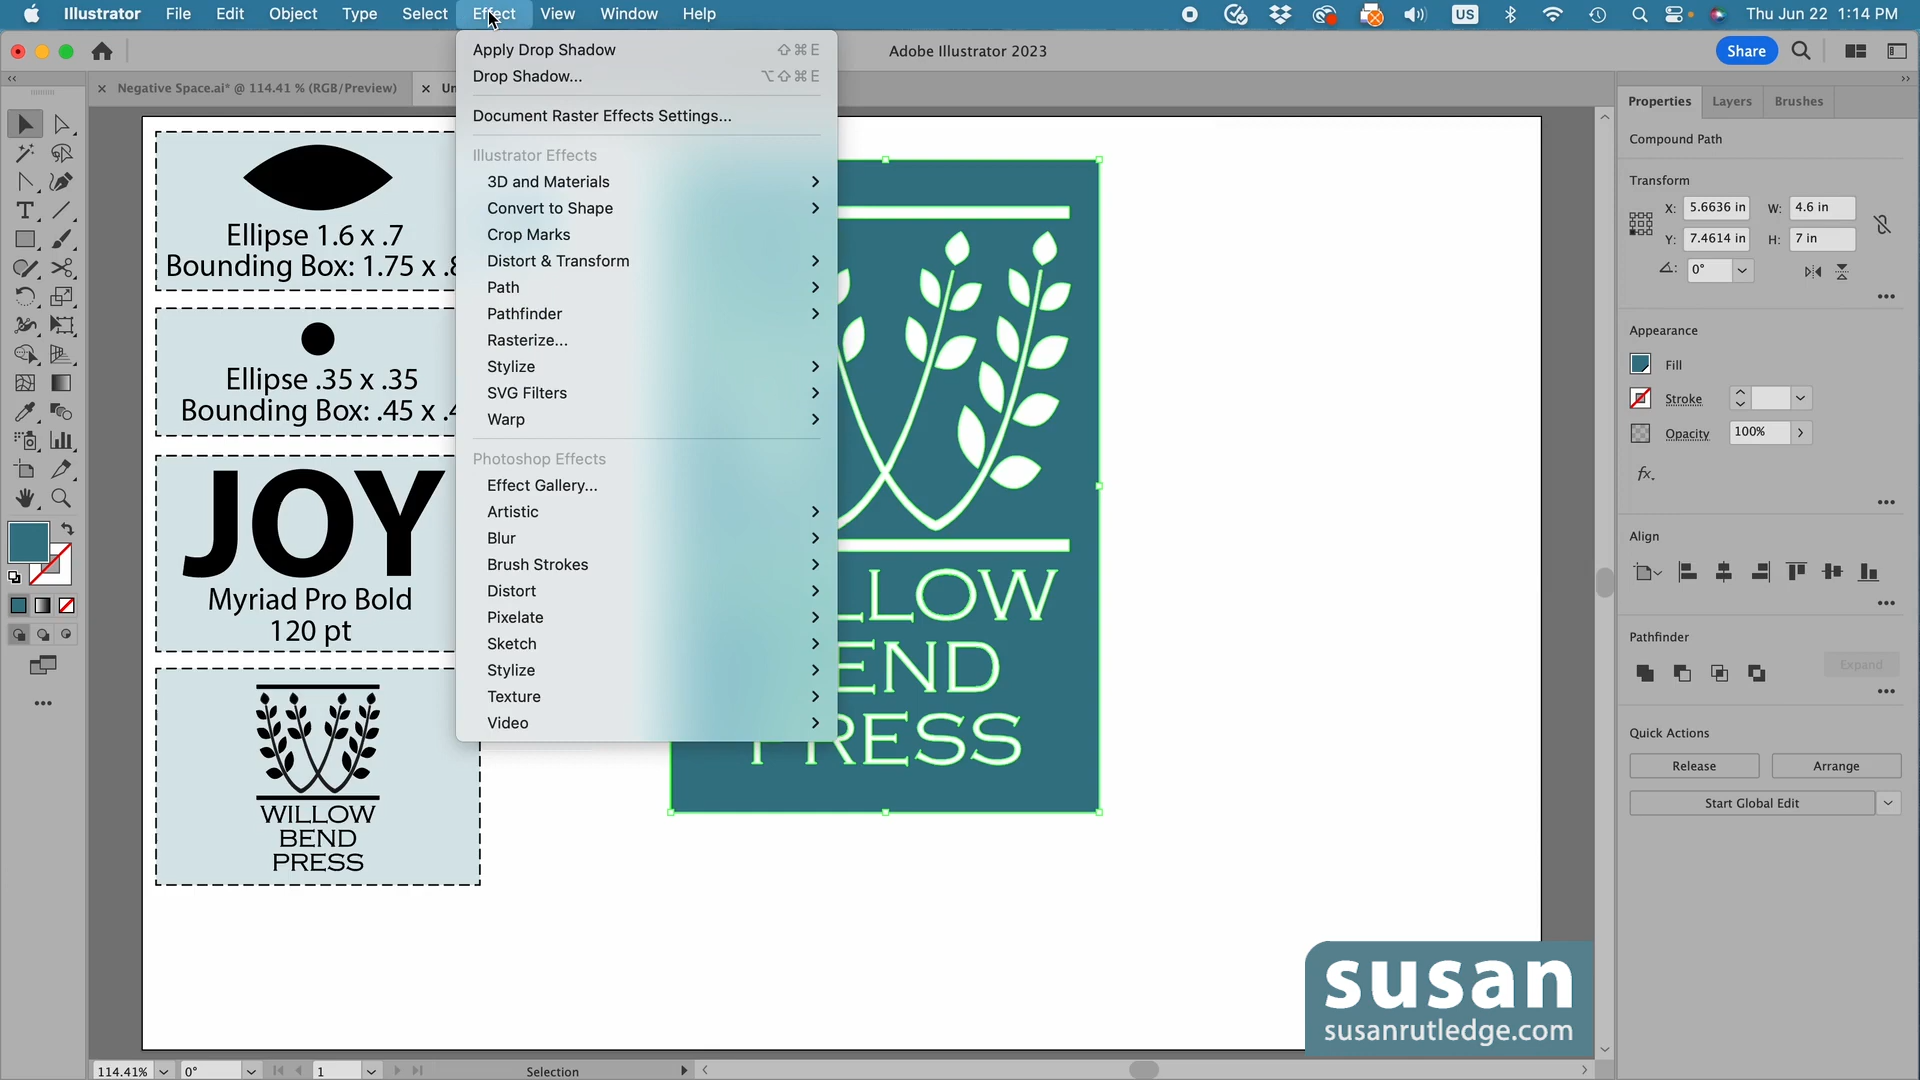 Illustrator File Edit Object Type Select Effect View Window Help
US Thu Jun 22 1:14 PM
Adobe Illustrator 2023
Share
Negative Space.ai* @ 114.41 % (RGB/Preview)
Apply Drop Shadow ⇧⌘E
Drop Shadow... ⌥⇧⌘E
Document Raster Effects Settings...
Illustrator Effects
3D and Materials
Convert to Shape
Crop Marks
Distort & Transform
Path
Pathfinder
Rasterize...
Stylize
SVG Filters
Warp
Photoshop Effects
Effect Gallery...
Artistic
Blur
Brush Strokes
Distort
Pixelate
Sketch
Stylize
Texture
Video
Ellipse 1.6 x .7
Bounding Box: 1.75 x
Ellipse .35 x .35
Bounding Box: .45 x
JOY
Myriad Pro Bold
120 pt
WILLOW
BEND
PRESS
LLOW
END
PRESS
Properties Layers Brushes
Compound Path
Transform
X: 5.6636 in W: 4.6 in
Y: 7.4614 in H: 7 in
0°
Appearance
Fill
Stroke
Opacity 100%
fx.
Align
Pathfinder
Expand
Quick Actions
Release Arrange
Start Global Edit
susan
susanrutledge.com
114.41% 0° 1 Selection